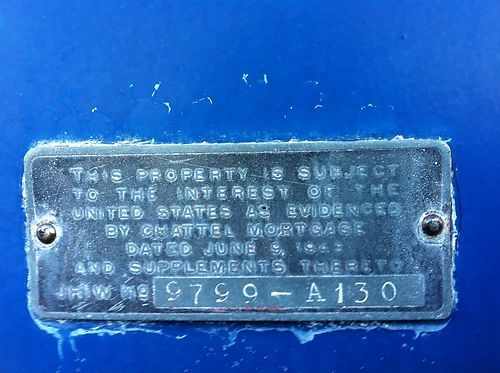 THIS PROPERTY IS SUBJECT
TO THE INTEREST OF THE
UNITED STATES AS EVIDENCED
BY CHATTEL MORTGAGE
DATED JUNE 9,
AND SUPPLEMENTS THERETO
9799-A130